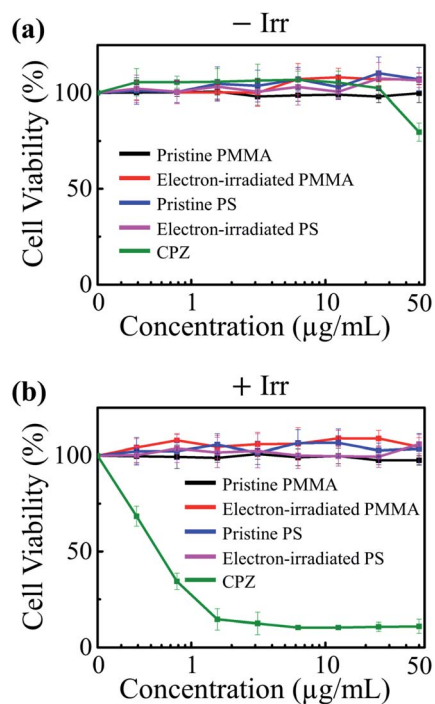 (a)
− Irr
Cell Viability (%)
100
50
0
Pristine PMMA
Electron-irradiated PMMA
Pristine PS
Electron-irradiated PS
CPZ
0 1 10 50
Concentration (µg/mL)
(b)
+ Irr
Cell Viability (%)
100
50
0
Pristine PMMA
Electron-irradiated PMMA
Pristine PS
Electron-irradiated PS
CPZ
0 1 10 50
Concentration (µg/mL)